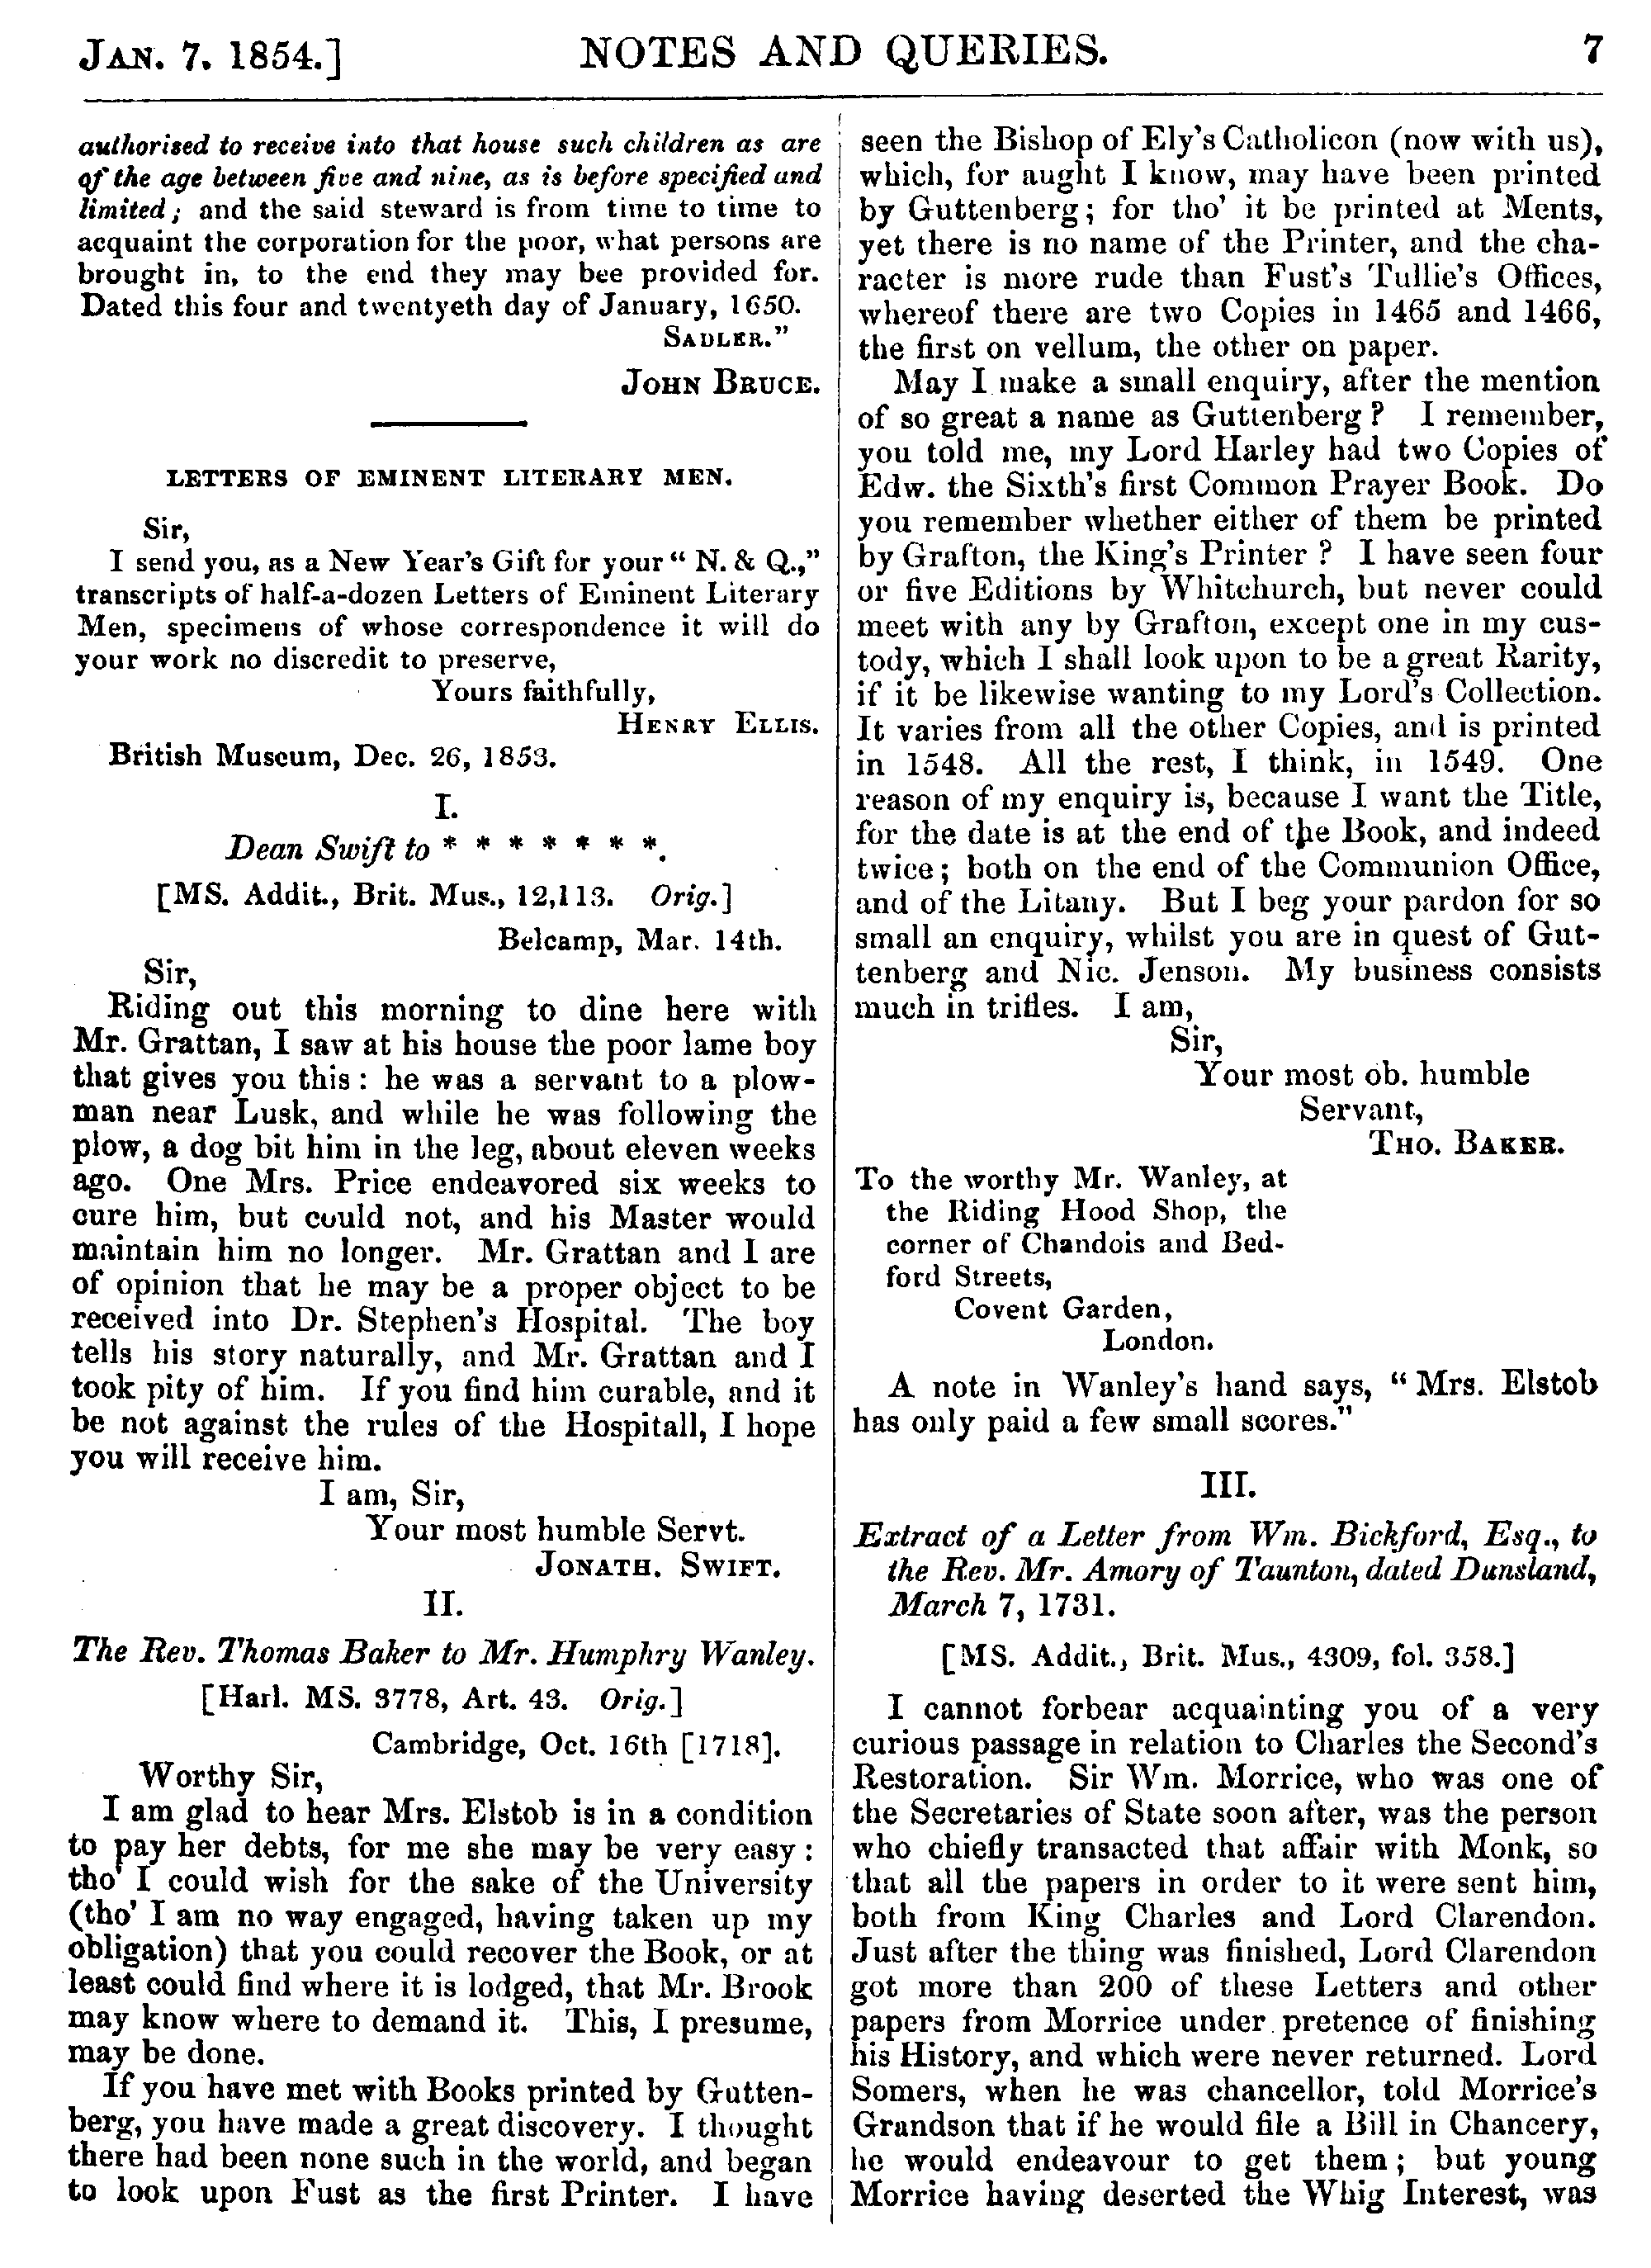 JAN. 7. 1854.]
NOTES AND QUERIES.
7
authorised to receive into that house such children as are
of the age between five and nine, as is before specified and
limited; and the said steward is from time to time to
acquaint the corporation for the poor, what persons are
brought in, to the end they may bee provided for.
Dated this four and twentyeth day of January, 1650.
SADLER."
JOHN BRUCE.
LETTERS OF EMINENT LITERARY MEN.
Sir,
I send you, as a New Year's Gift for your "N. & Q.,"
transcripts of half-a-dozen Letters of Eminent Literary
Men, specimens of whose correspondence it will do
your work no discredit to preserve,
Yours faithfully,
HENRY ELLIS.
British Museum, Dec. 26, 1853.
I.
Dean Swift to * * * * * * *.
[MS. Addit., Brit. Mus., 12,113. Orig.]
Belcamp, Mar. 14th.
Sir,
Riding out this morning to dine here with
Mr. Grattan, I saw at his house the poor lame boy
that gives you this: he was a servant to a plow-
man near Lusk, and while he was following the
plow, a dog bit him in the leg, about eleven weeks
ago. One Mrs. Price endeavored six weeks to
cure him, but could not, and his Master would
maintain him no longer. Mr. Grattan and I are
of opinion that he may be a proper object to be
received into Dr. Stephen's Hospital. The boy
tells his story naturally, and Mr. Grattan and I
took pity of him. If you find him curable, and it
be not against the rules of the Hospitall, I hope
you will receive him.
I am, Sir,
Your most humble Servt.
JONATH. SWIFT.
II.
The Rev. Thomas Baker to Mr. Humphry Wanley.
[Harl. MS. 3778, Art. 43. Orig.]
Cambridge, Oct. 16th [1718].
Worthy Sir,
I am glad to hear Mrs. Elstob is in a condition
to pay her debts, for me she may be very easy:
tho' I could wish for the sake of the University
(tho' I am no way engaged, having taken up my
obligation) that you could recover the Book, or at
least could find where it is lodged, that Mr. Brook
may know where to demand it. This, I presume,
may be done.
If you have met with Books printed by Gutten-
berg, you have made a great discovery. I thought
there had been none such in the world, and began
to look upon Fust as the first Printer. I have
seen the Bishop of Ely's Catholicon (now with us),
which, for aught I know, may have been printed
by Guttenberg; for tho' it be printed at Ments,
yet there is no name of the Printer, and the cha-
racter is more rude than Fust's Tullie's Offices,
whereof there are two Copies in 1465 and 1466,
the first on vellum, the other on paper.
May I make a small enquiry, after the mention
of so great a name as Guttenberg? I remember,
you told me, my Lord Harley had two Copies of
Edw. the Sixth's first Common Prayer Book. Do
you remember whether either of them be printed
by Grafton, the King's Printer? I have seen four
or five Editions by Whitchurch, but never could
meet with any by Grafton, except one in my cus-
tody, which I shall look upon to be a great Rarity,
if it be likewise wanting to my Lord's Collection.
It varies from all the other Copies, and is printed
in 1548. All the rest, I think, in 1549. One
reason of my enquiry is, because I want the Title,
for the date is at the end of the Book, and indeed
twice; both on the end of the Communion Office,
and of the Litany. But I beg your pardon for so
small an enquiry, whilst you are in quest of Gut-
tenberg and Nic. Jenson. My business consists
much in trifles. I am,
Sir,
Your most ob. humble
Servant,
THO. BAKER.
To the worthy Mr. Wanley, at
the Riding Hood Shop, the
corner of Chandois and Bed-
ford Streets,
Covent Garden,
London.
A note in Wanley's hand says, "Mrs. Elstob
has only paid a few small scores."
III.
Extract of a Letter from Wm. Bickford, Esq., to
the Rev. Mr. Amory of Taunton, dated Dunsland,
March 7, 1731.
[MS. Addit., Brit. Mus., 4309, fol. 358.]
I cannot forbear acquainting you of a very
curious passage in relation to Charles the Second's
Restoration. Sir Wm. Morrice, who was one of
the Secretaries of State soon after, was the person
who chiefly transacted that affair with Monk, so
that all the papers in order to it were sent him,
both from King Charles and Lord Clarendon.
Just after the thing was finished, Lord Clarendon
got more than 200 of these Letters and other
papers from Morrice under pretence of finishing
his History, and which were never returned. Lord
Somers, when he was chancellor, told Morrice's
Grandson that if he would file a Bill in Chancery,
he would endeavour to get them; but young
Morrice having deserted the Whig Interest, was